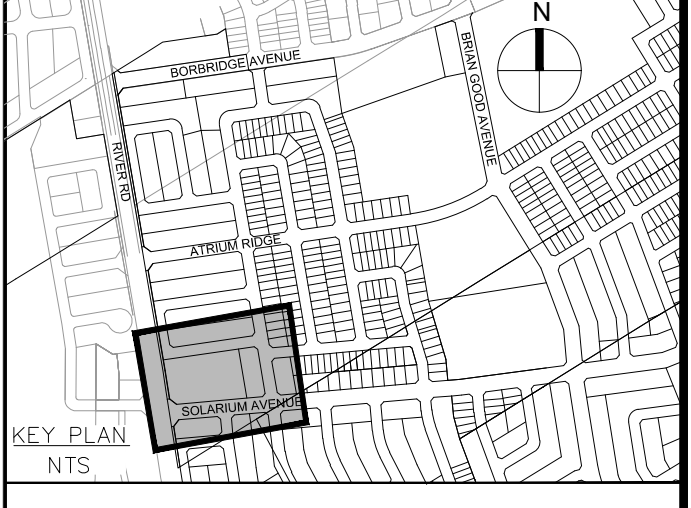 N
BORBRIDGE AVENUE
BRIAN GOOD AVENUE
RIVER RD
ATRIUM RIDGE
SOLARIUM AVENUE
KEY PLAN
NTS